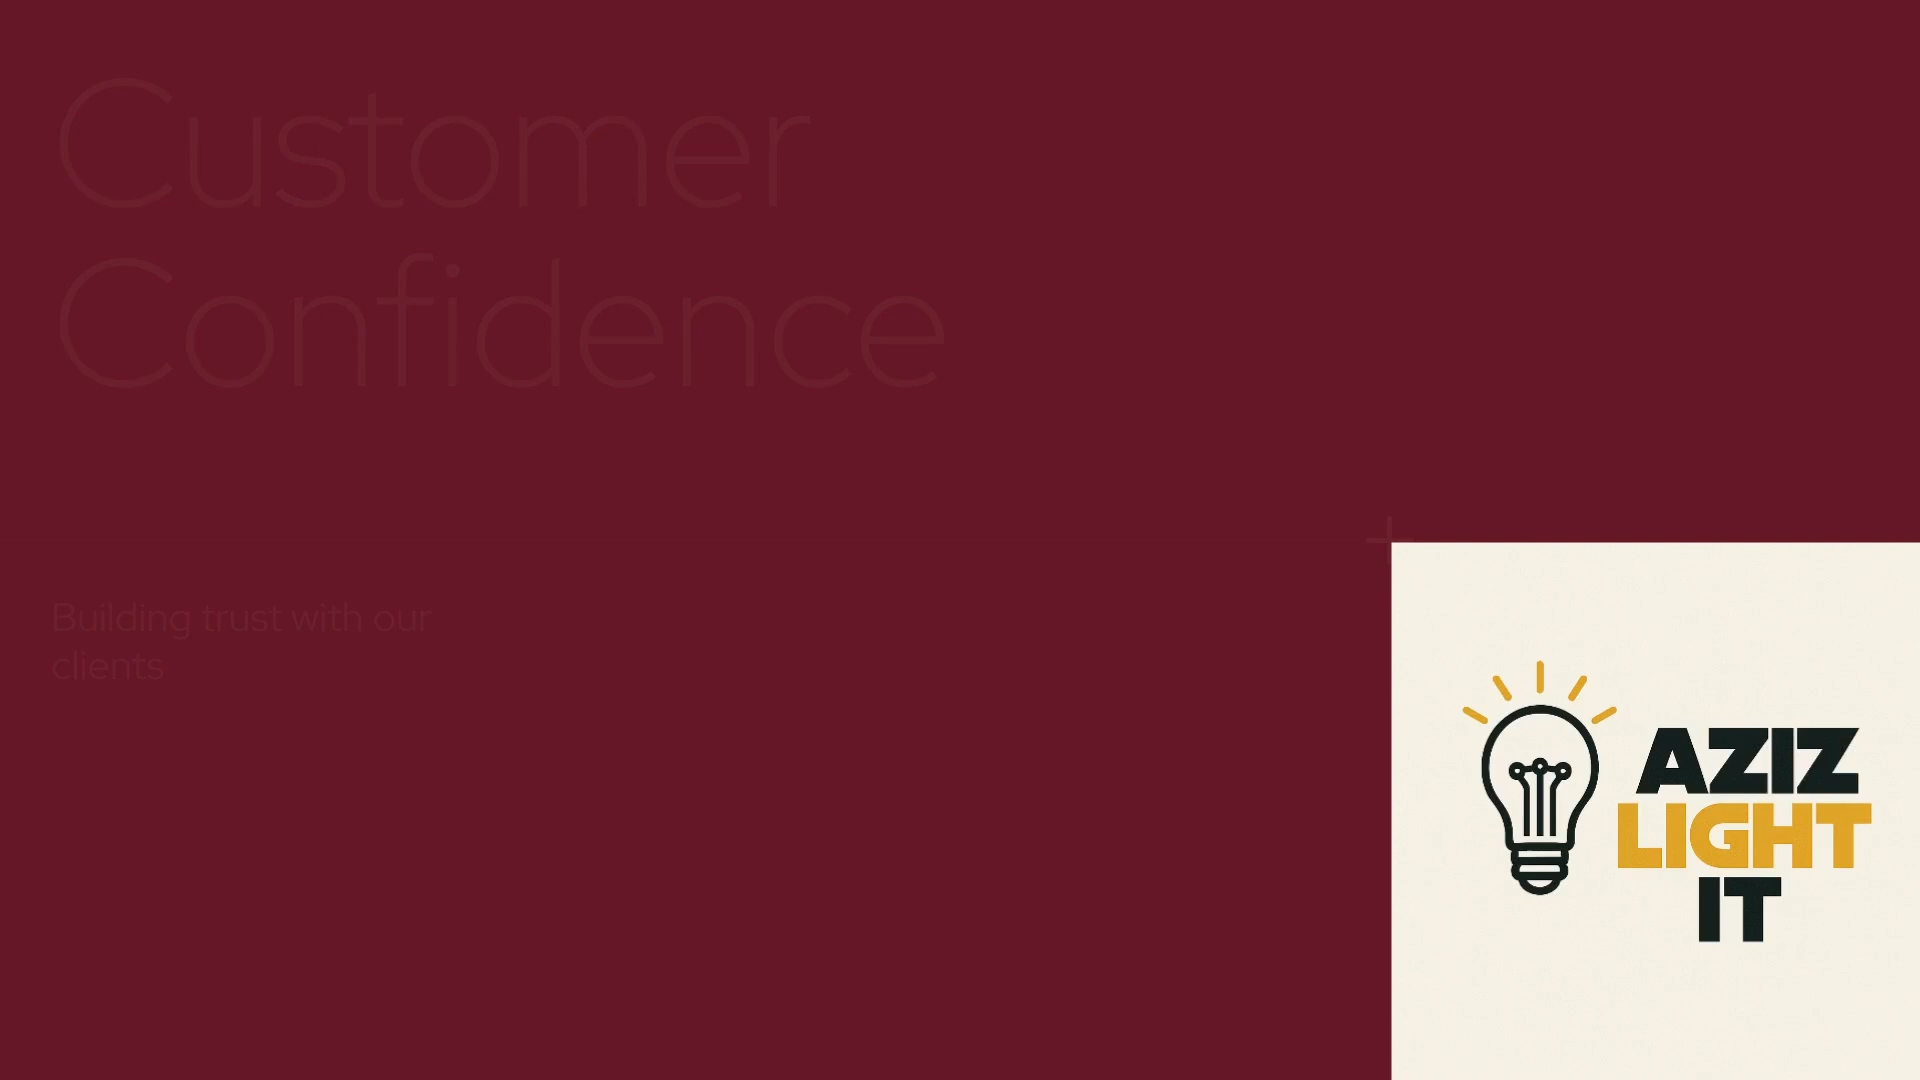 Customer
Confidence
Building trust with our
clients
AZIZ
LIGHT
IT